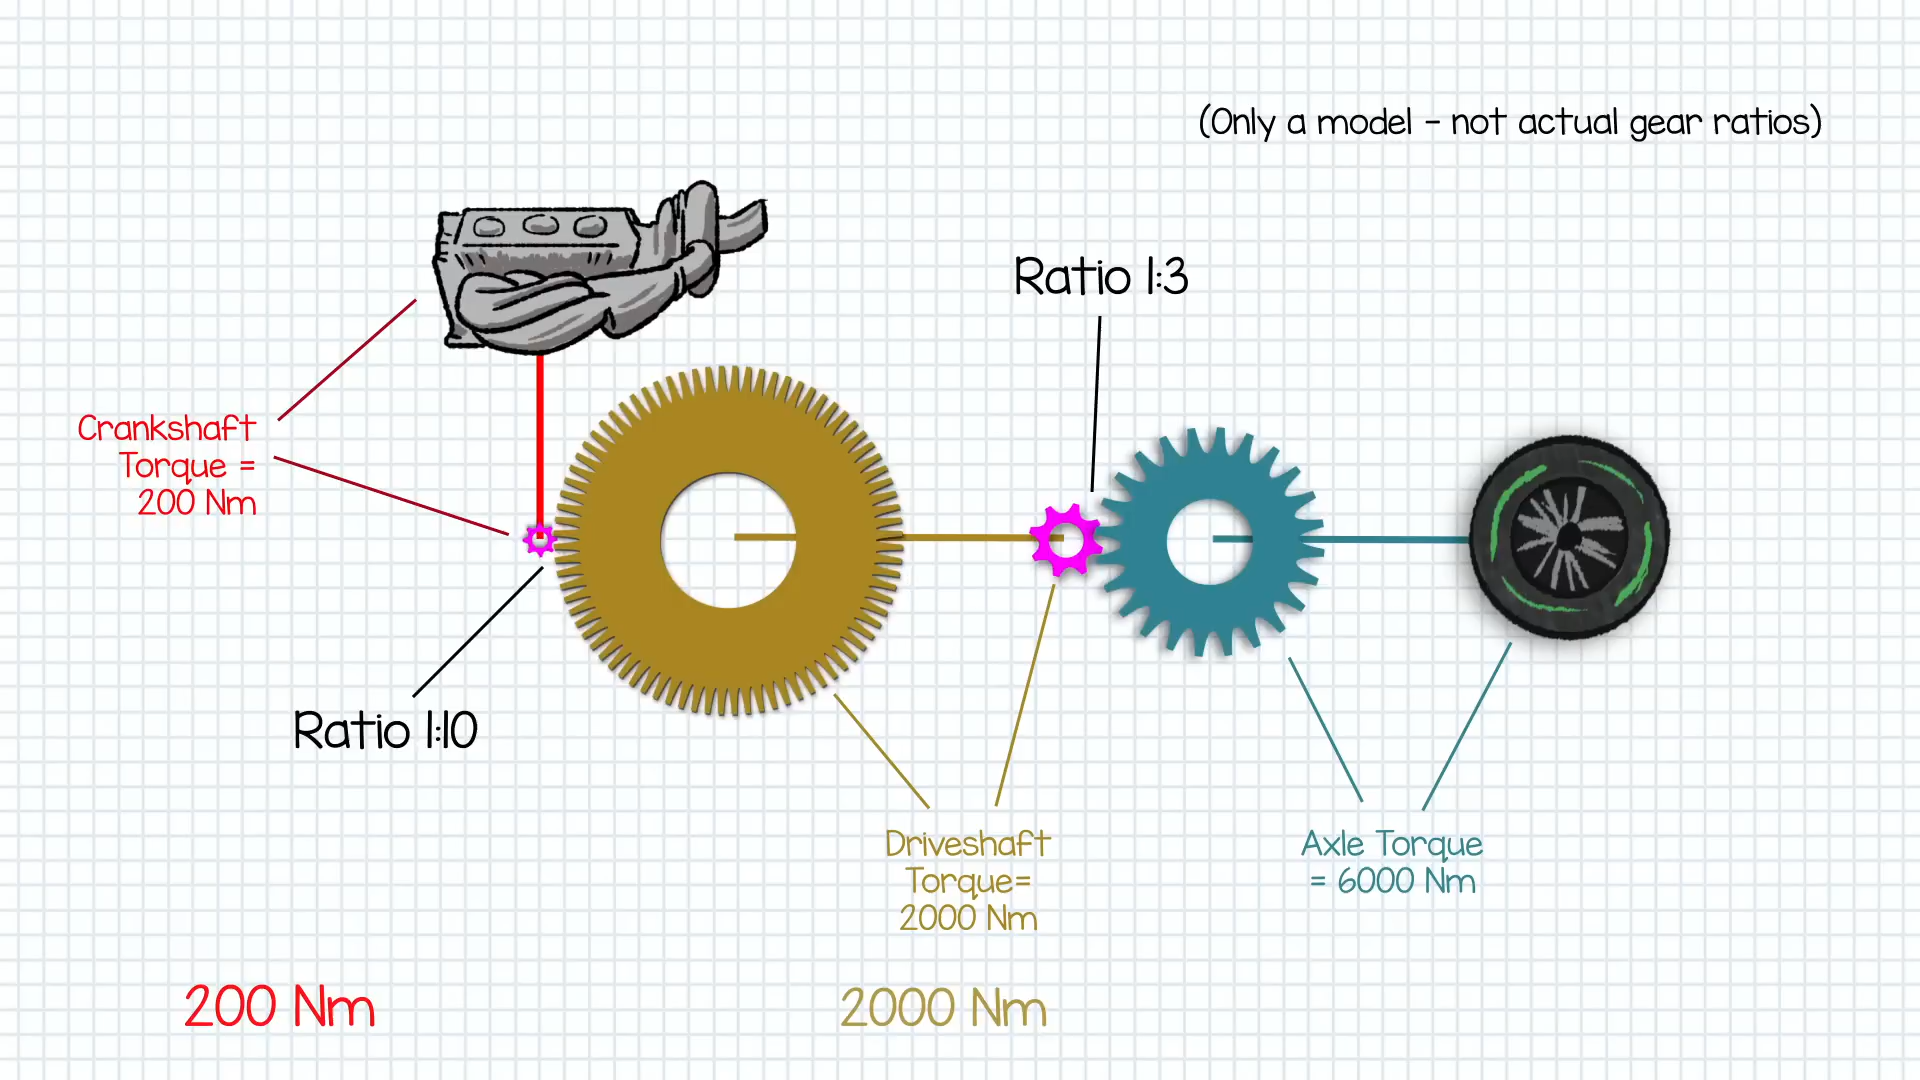 (Only a model - not actual gear ratios)
Ratio 1:3
Crankshaft
Torque =
200 Nm
Ratio 1:10
Driveshaft
Torque=
2000 Nm
Axle Torque
= 6000 Nm
200 Nm
2000 Nm